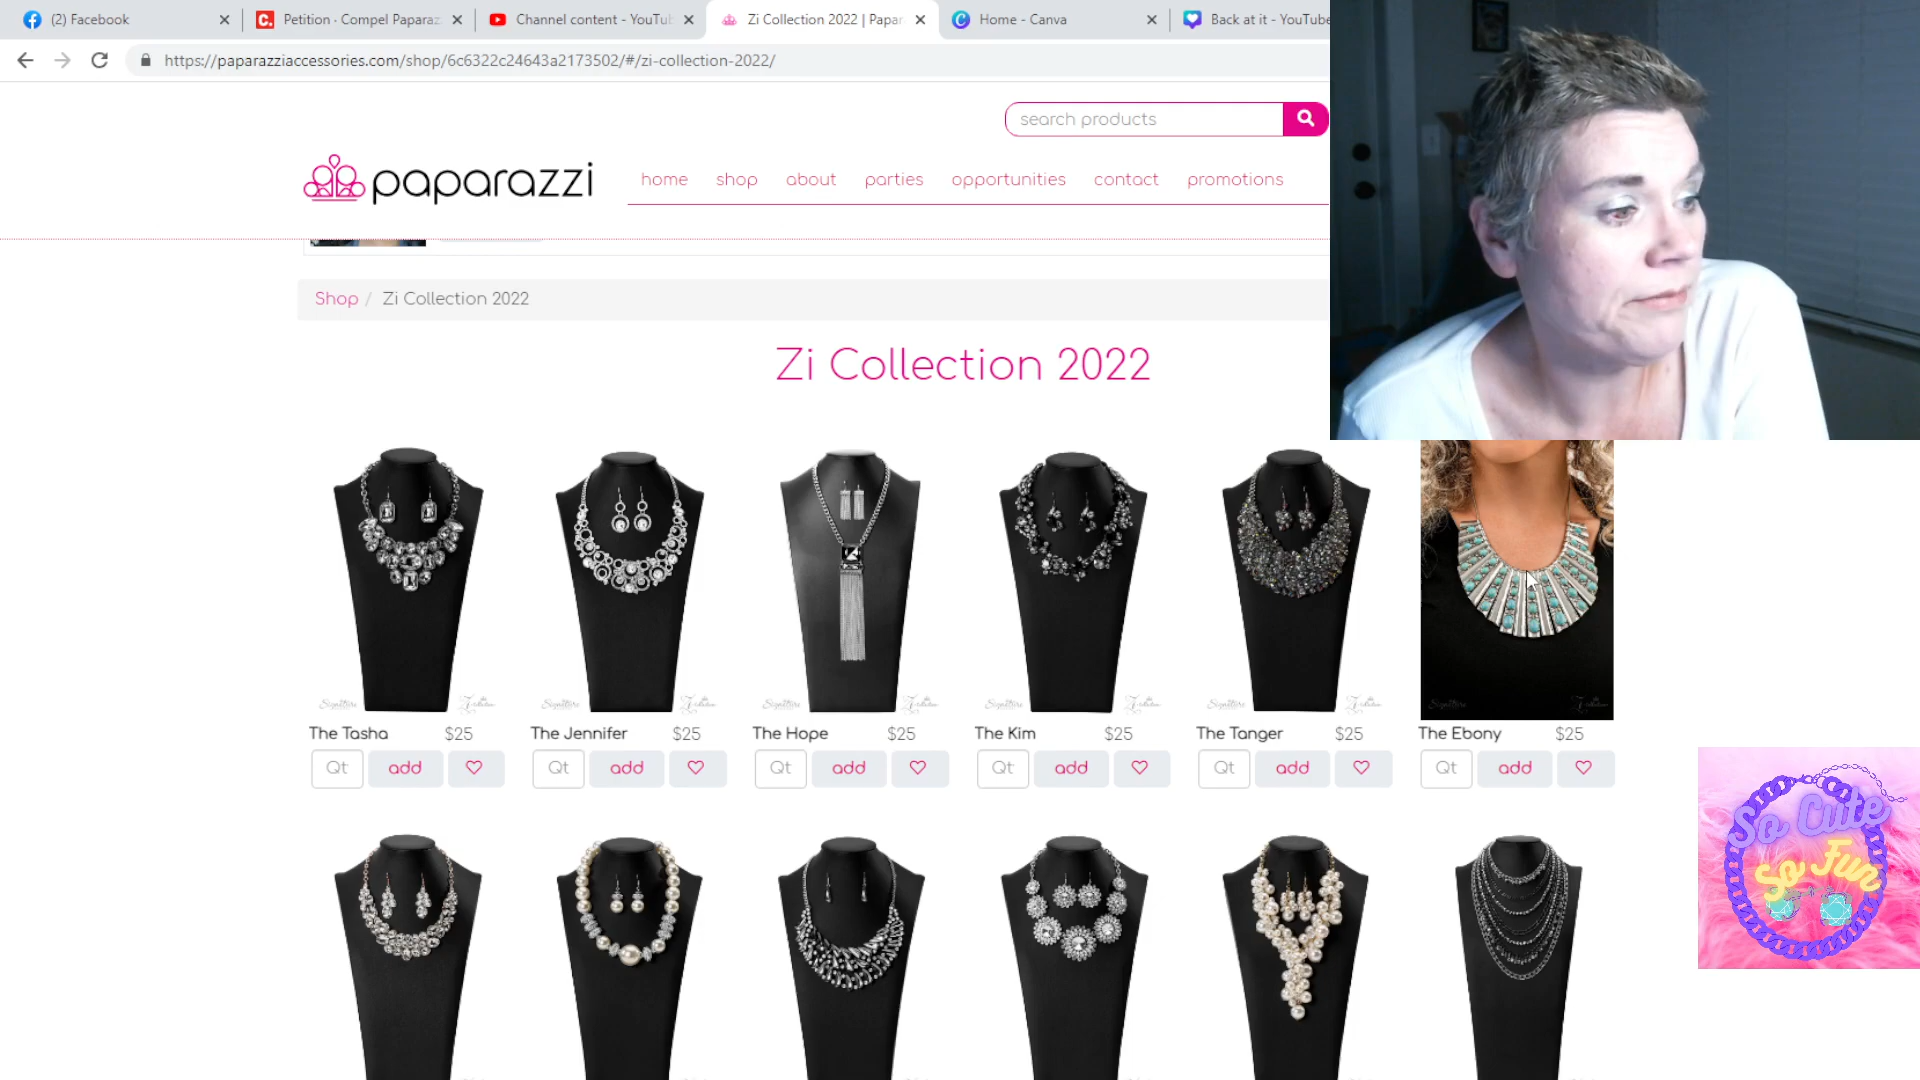 (2) Facebook
Petition · Compel Paparaz
Channel content - YouTu
Zi Collection 2022 | Papar
Home - Canva
Back at it - YouTube
https://paparazziaccessories.com/shop/6c6322c24643a2173502/#/zi-collection-2022/
search products
paparazzi
home shop about parties opportunities contact promotions
Shop / Zi Collection 2022
Zi Collection 2022
The Tasha $25
The Jennifer $25
The Hope $25
The Kim $25
The Tanger $25
The Ebony $25
Qt add
Qt add
Qt add
Qt add
Qt add
Qt add
So Cute
So Fun